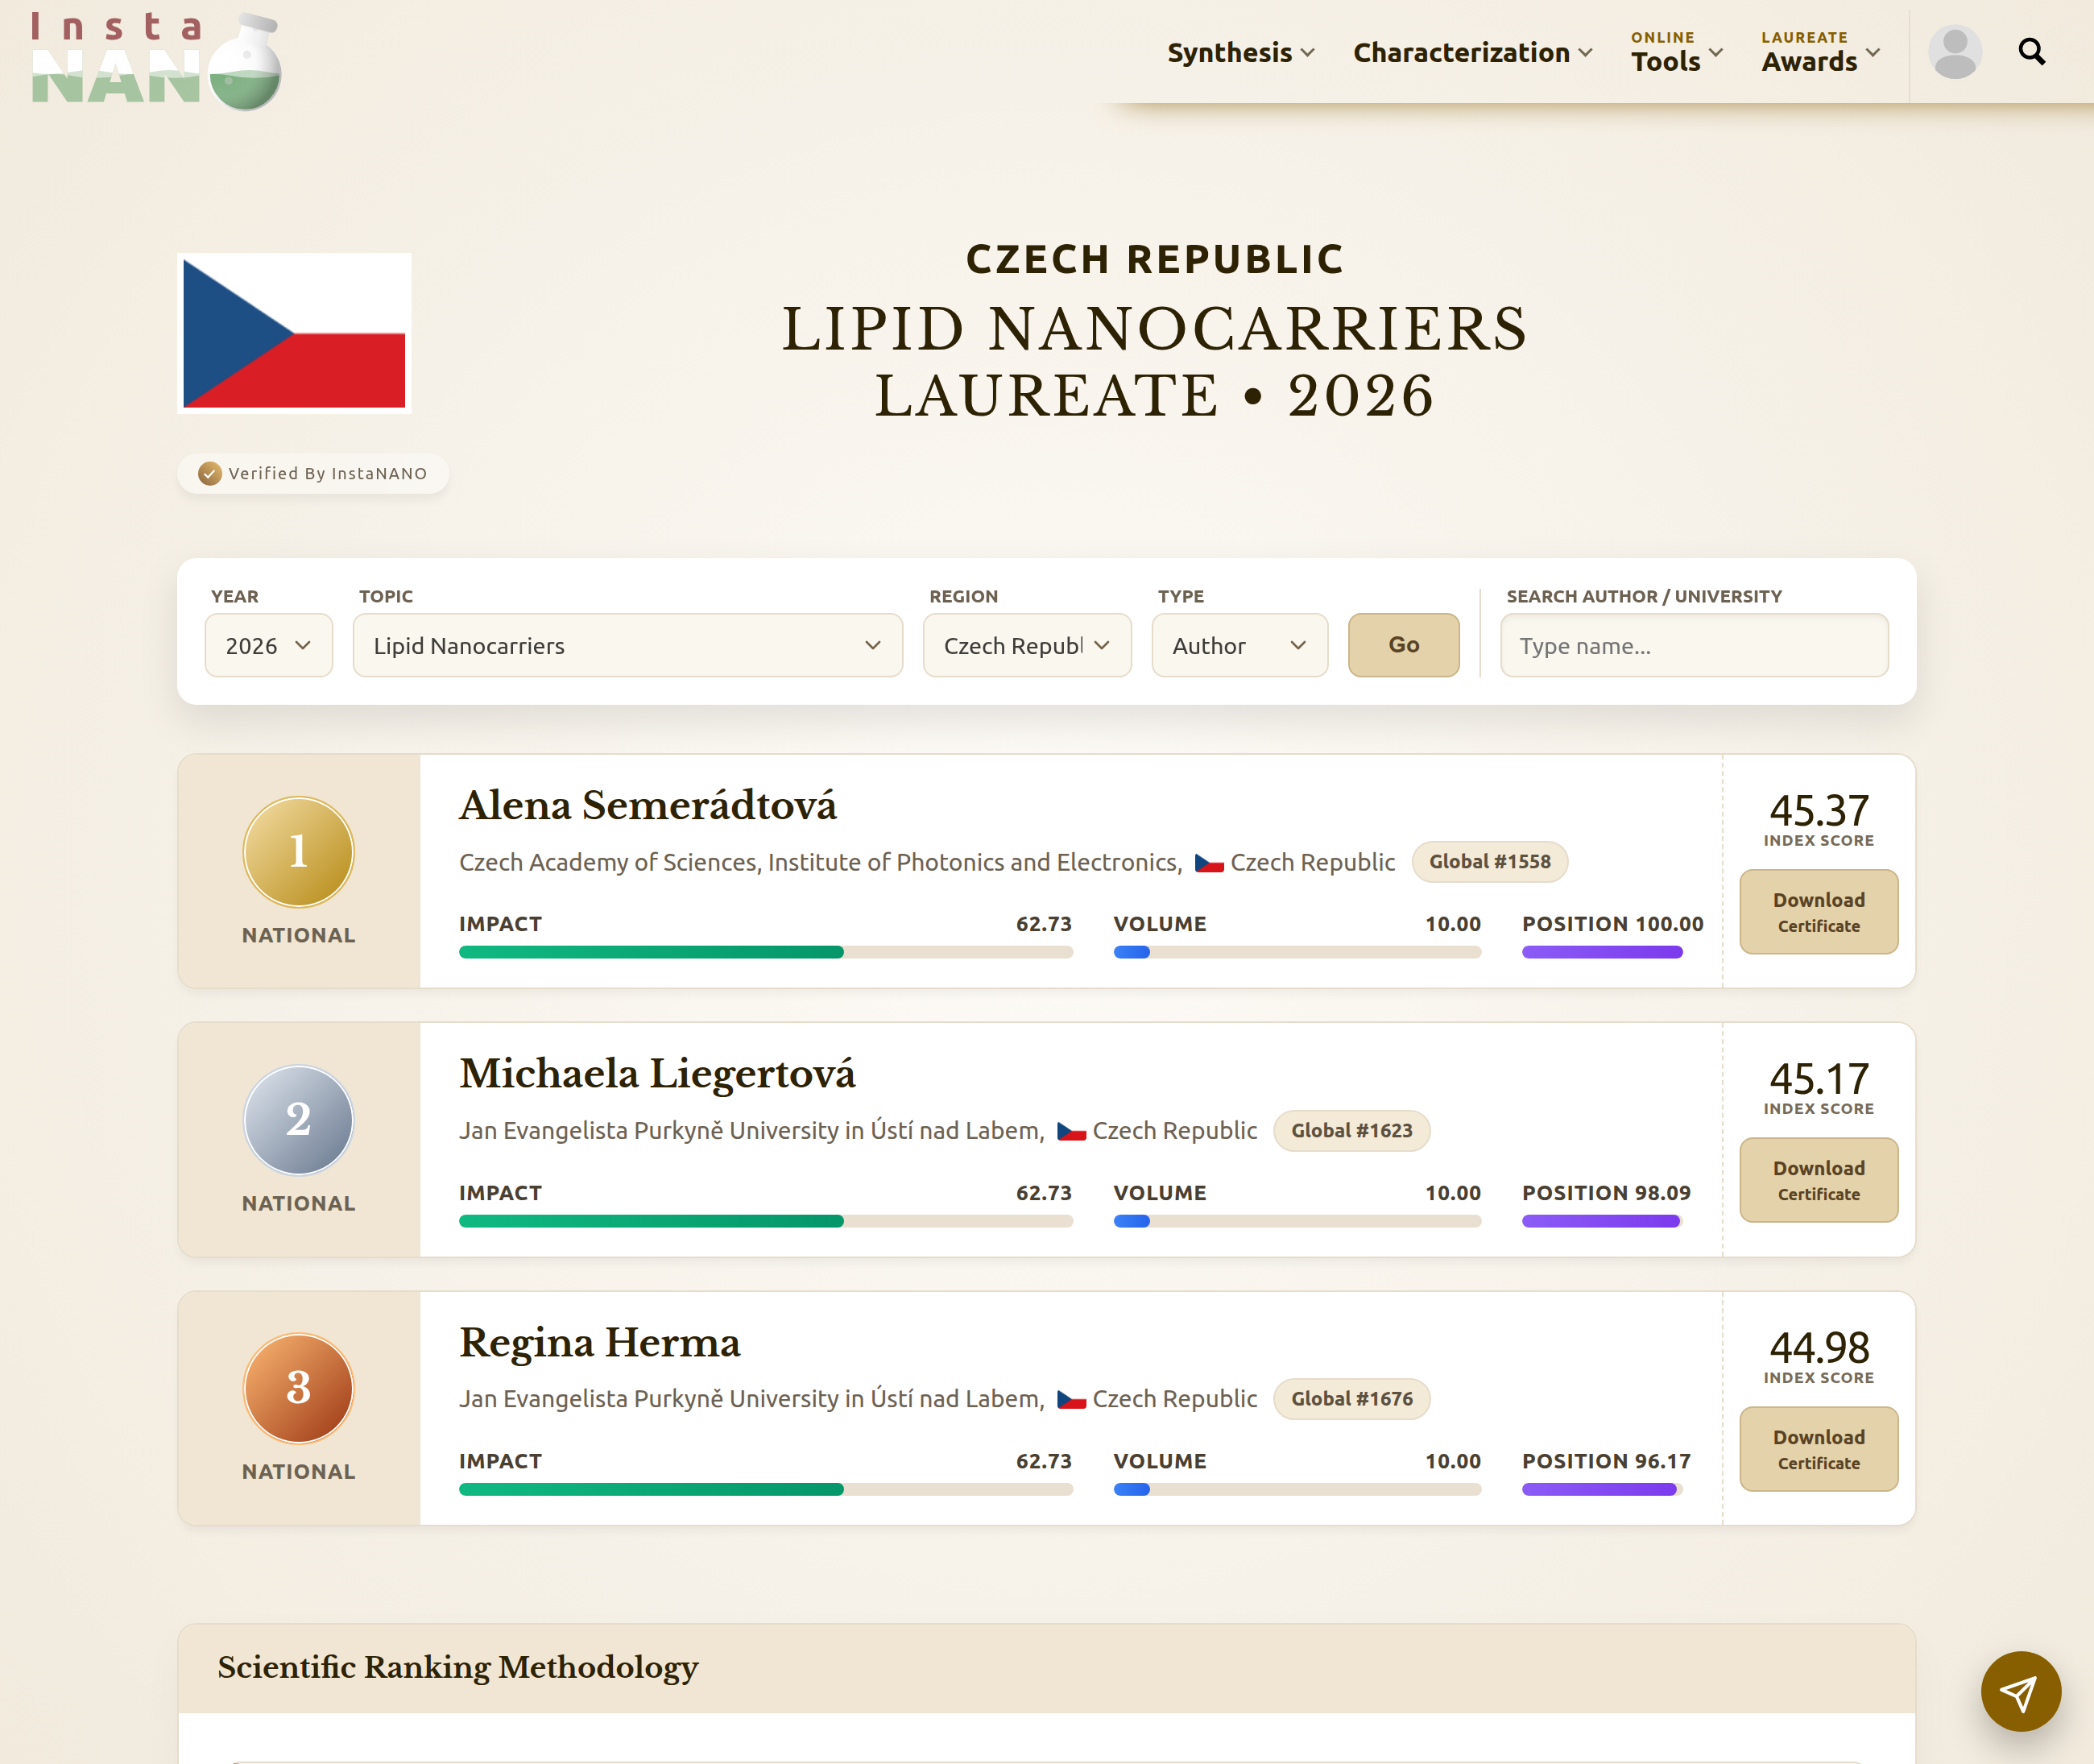 Insta
NANO
Synthesis
Characterization
ONLINE
Tools
LAUREATE
Awards
CZECH REPUBLIC
LIPID NANOCARRIERS
LAUREATE • 2026
Verified By InstaNANO
YEAR
2026
TOPIC
Lipid Nanocarriers
REGION
Czech Republ
TYPE
Author
Go
SEARCH AUTHOR / UNIVERSITY
Type name...
1
NATIONAL
Alena Semerádtová
Czech Academy of Sciences, Institute of Photonics and Electronics, Czech Republic Global #1558
IMPACT 62.73 VOLUME 10.00 POSITION 100.00
45.37
INDEX SCORE
Download
Certificate
2
NATIONAL
Michaela Liegertová
Jan Evangelista Purkyně University in Ústí nad Labem, Czech Republic Global #1623
IMPACT 62.73 VOLUME 10.00 POSITION 98.09
45.17
INDEX SCORE
Download
Certificate
3
NATIONAL
Regina Herma
Jan Evangelista Purkyně University in Ústí nad Labem, Czech Republic Global #1676
IMPACT 62.73 VOLUME 10.00 POSITION 96.17
44.98
INDEX SCORE
Download
Certificate
Scientific Ranking Methodology